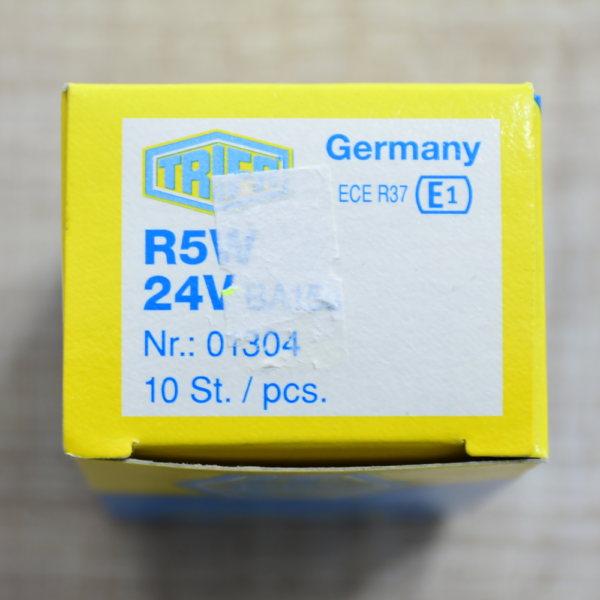 TRIFA
Germany
ECE R37 E1
R5W
24V BA15s
Nr.: 01304
10 St. / pcs.